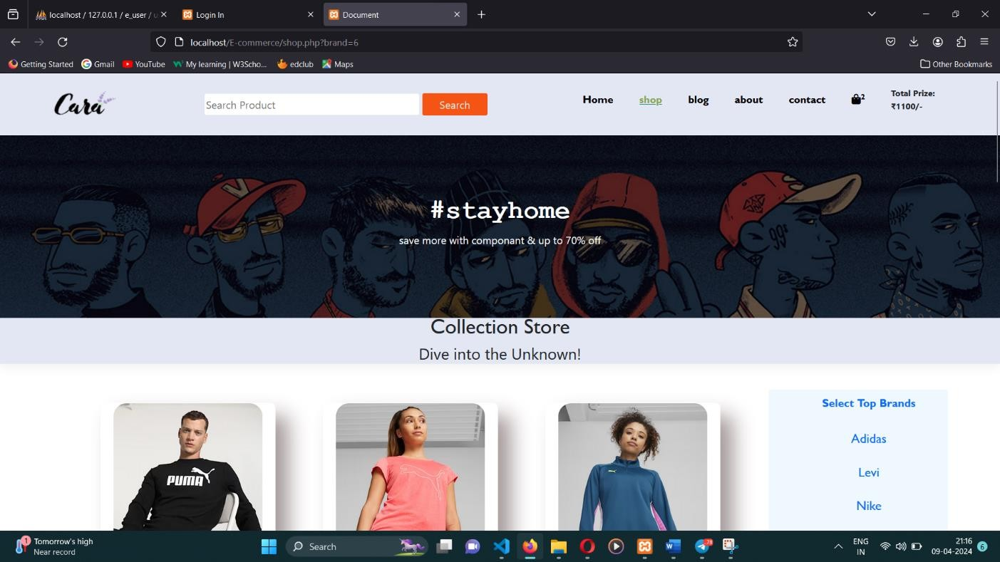 localhost / 127.0.0.1 / e_user / u
Login In
Document
localhost/E-commerce/shop.php?brand=6
Getting Started
Gmail
YouTube
My learning | W3Scho...
edclub
Maps
Other Bookmarks
Cara
Search Product
Search
Home
shop
blog
about
contact
2
Total Prize:
₹1100/-
#stayhome
save more with componant & up to 70% off
Collection Store
Dive into the Unknown!
PUMA
Select Top Brands
Adidas
Levi
Nike
1
Tomorrow's high
Near record
Search
78
ENG
IN
21:16
09-04-2024
6